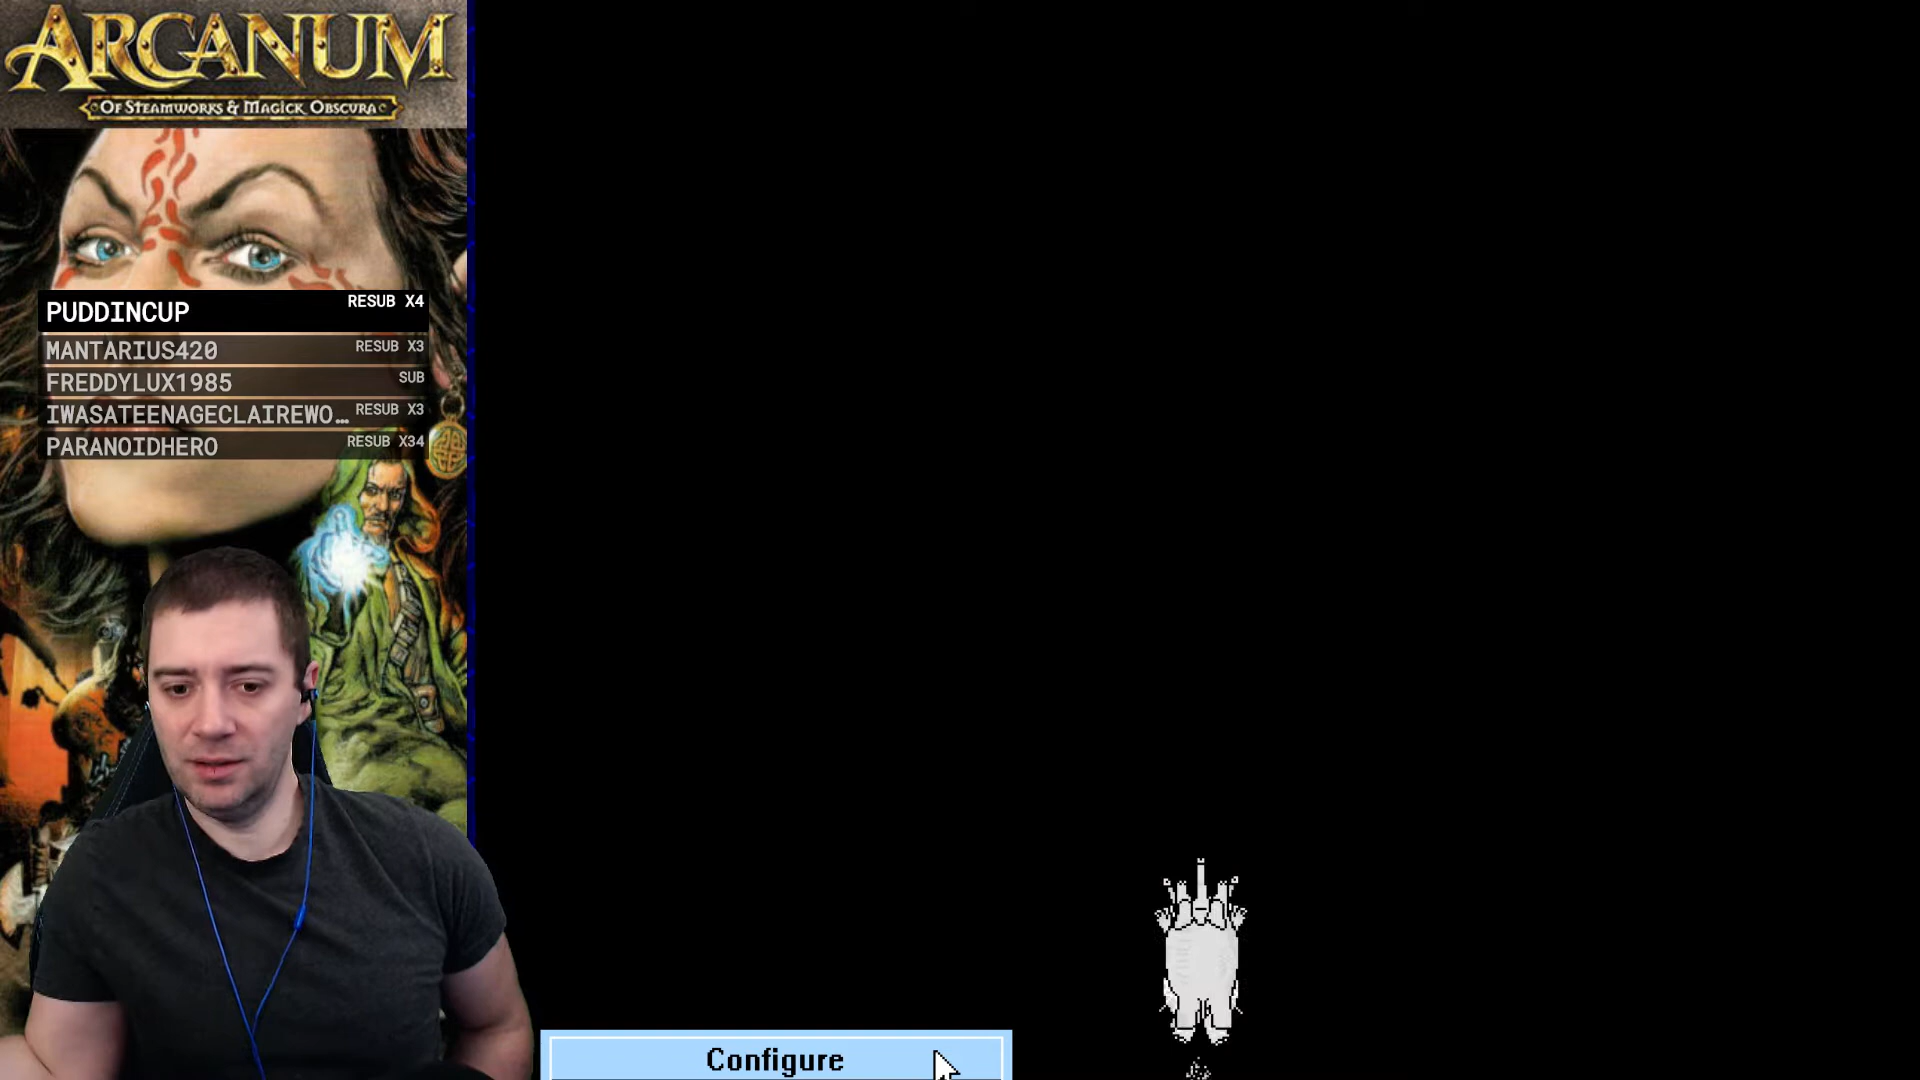 ARCANUM
OF STEAMWORKS & MAGICK OBSCURA
PUDDINCUP RESUB X4
MANTARIUS420 RESUB X3
FREDDYLUX1985 SUB
IWASATEENAGECLAIREWO… RESUB X3
PARANOIDHERO RESUB X34
Configure